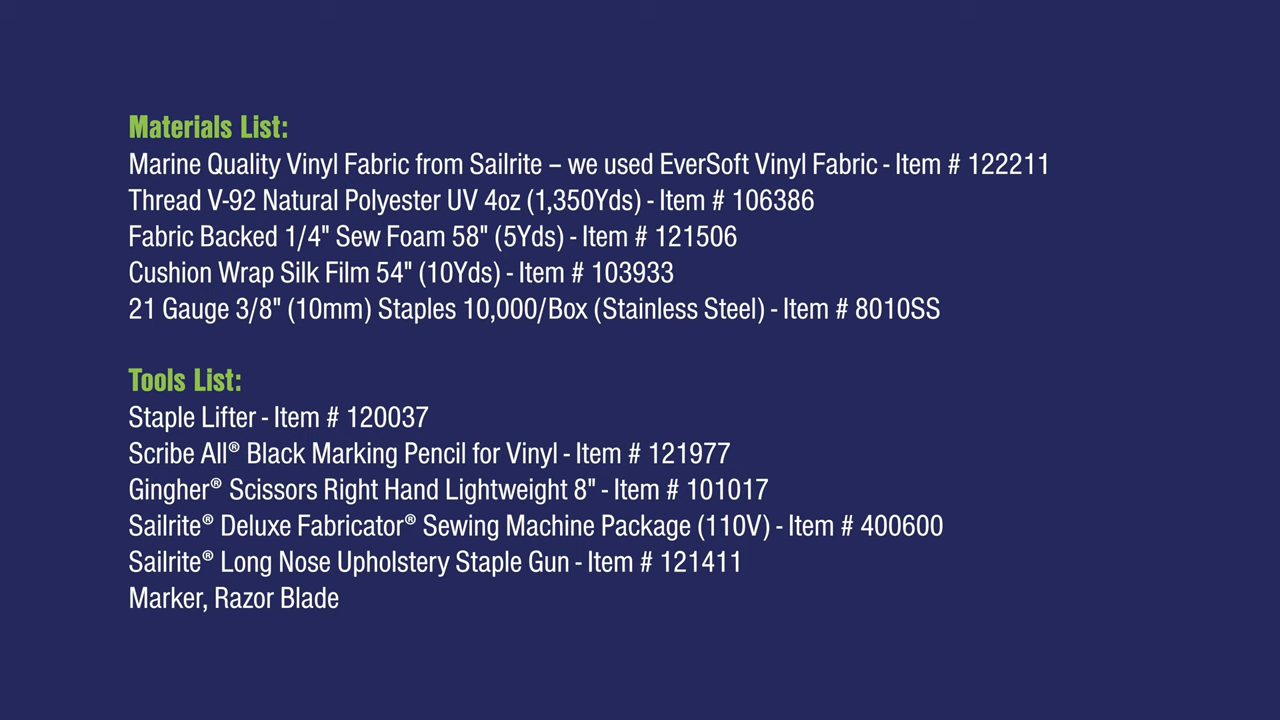 Materials List:
Marine Quality Vinyl Fabric from Sailrite – we used EverSoft Vinyl Fabric - Item # 122211
Thread V-92 Natural Polyester UV 4oz (1,350Yds) - Item # 106386
Fabric Backed 1/4" Sew Foam 58" (5Yds) - Item # 121506
Cushion Wrap Silk Film 54" (10Yds) - Item # 103933
21 Gauge 3/8" (10mm) Staples 10,000/Box (Stainless Steel) - Item # 8010SS
Tools List:
Staple Lifter - Item # 120037
Scribe All® Black Marking Pencil for Vinyl - Item # 121977
Gingher® Scissors Right Hand Lightweight 8" - Item # 101017
Sailrite® Deluxe Fabricator® Sewing Machine Package (110V) - Item # 400600
Sailrite® Long Nose Upholstery Staple Gun - Item # 121411
Marker, Razor Blade